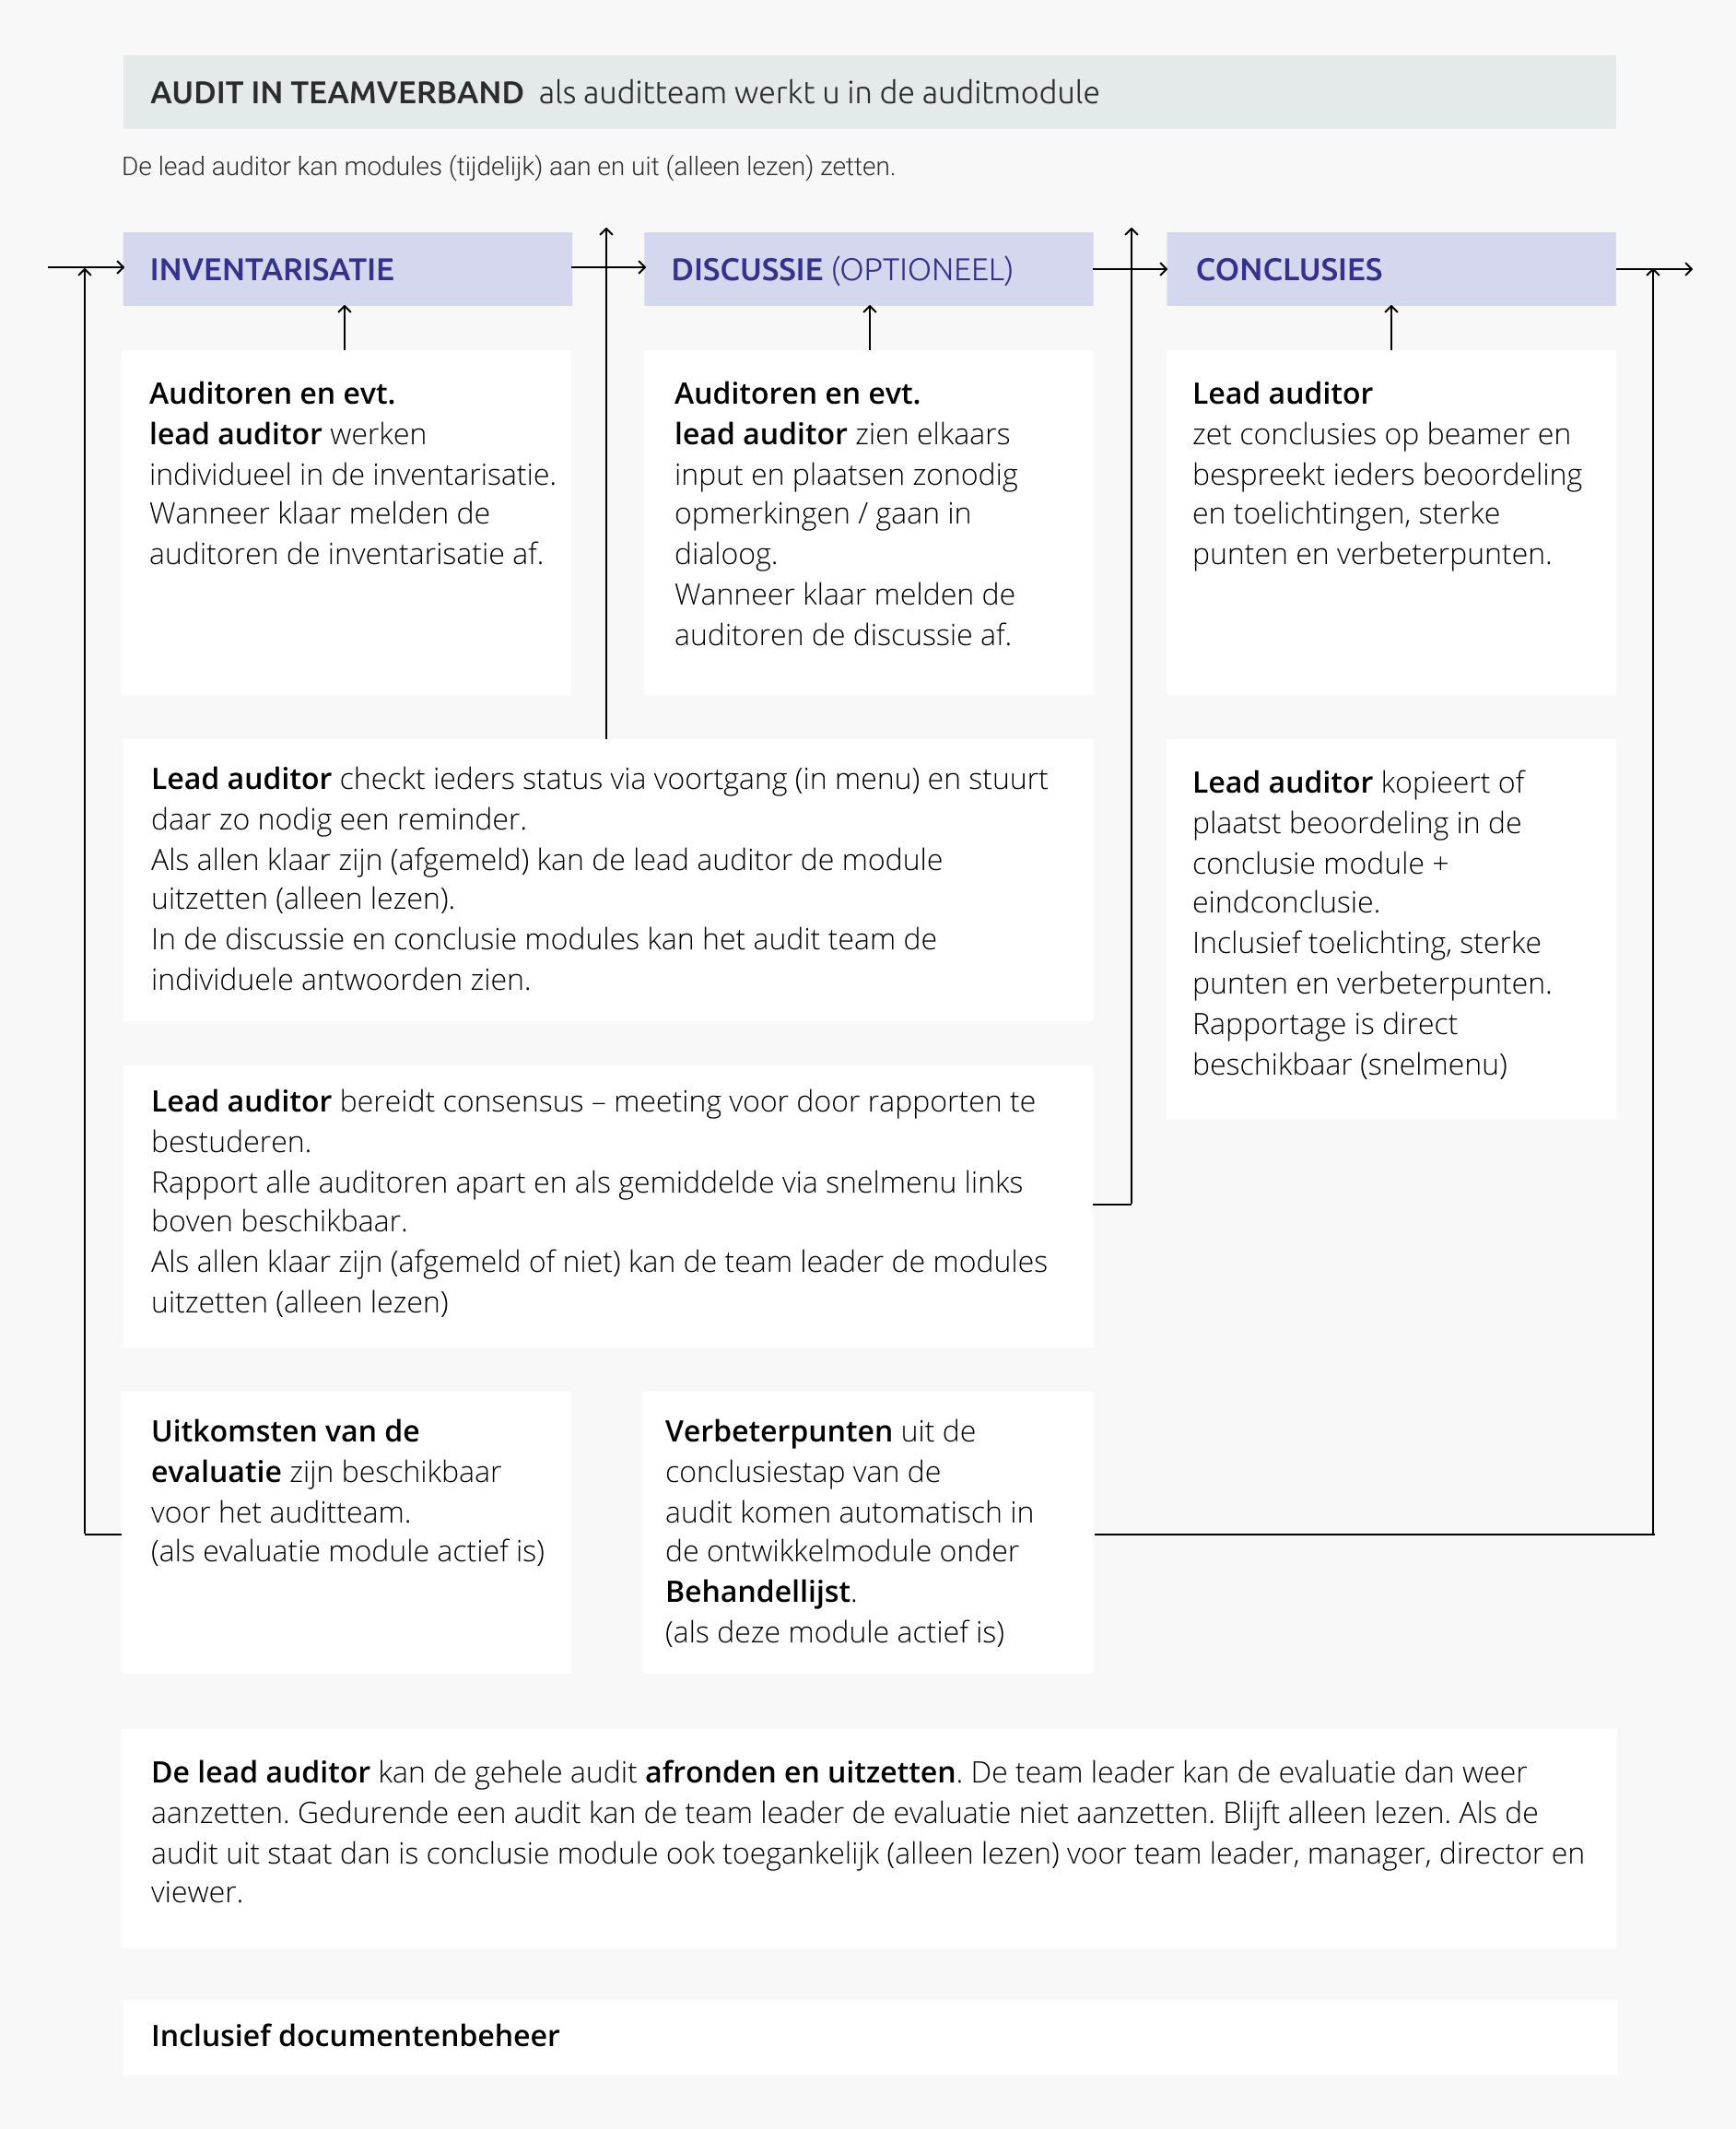 AUDIT IN TEAMVERBAND als auditteam werkt u in de auditmodule
De lead auditor kan modules (tijdelijk) aan en uit (alleen lezen) zetten.
INVENTARISATIE
DISCUSSIE (OPTIONEEL)
CONCLUSIES
Auditoren en evt.
lead auditor werken
individueel in de inventarisatie.
Wanneer klaar melden de
auditoren de inventarisatie af.
Auditoren en evt.
lead auditor zien elkaars
input en plaatsen zonodig
opmerkingen / gaan in
dialoog.
Wanneer klaar melden de
auditoren de discussie af.
Lead auditor
zet conclusies op beamer en
bespreekt ieders beoordeling
en toelichtingen, sterke
punten en verbeterpunten.
Lead auditor checkt ieders status via voortgang (in menu) en stuurt
daar zo nodig een reminder.
Als allen klaar zijn (afgemeld) kan de lead auditor de module
uitzetten (alleen lezen).
In de discussie en conclusie modules kan het audit team de
individuele antwoorden zien.
Lead auditor kopieert of
plaatst beoordeling in de
conclusie module +
eindconclusie.
Inclusief toelichting, sterke
punten en verbeterpunten.
Rapportage is direct
beschikbaar (snelmenu)
Lead auditor bereidt consensus – meeting voor door rapporten te
bestuderen.
Rapport alle auditoren apart en als gemiddelde via snelmenu links
boven beschikbaar.
Als allen klaar zijn (afgemeld of niet) kan de team leader de modules
uitzetten (alleen lezen)
Uitkomsten van de
evaluatie zijn beschikbaar
voor het auditteam.
(als evaluatie module actief is)
Verbeterpunten uit de
conclusiestap van de
audit komen automatisch in
de ontwikkelmodule onder
Behandellijst.
(als deze module actief is)
De lead auditor kan de gehele audit afronden en uitzetten. De team leader kan de evaluatie dan weer
aanzetten. Gedurende een audit kan de team leader de evaluatie niet aanzetten. Blijft alleen lezen. Als de
audit uit staat dan is conclusie module ook toegankelijk (alleen lezen) voor team leader, manager, director en
viewer.
Inclusief documentenbeheer